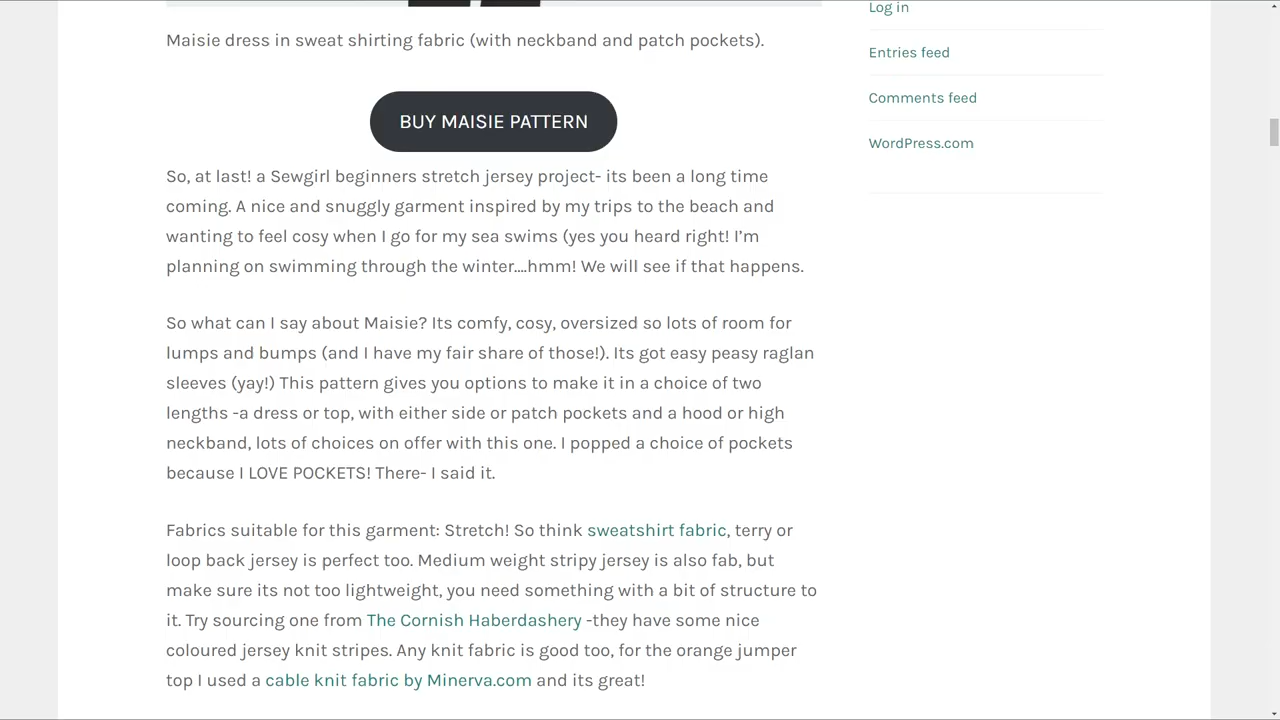 Maisie dress in sweat shirting fabric (with neckband and patch pockets).
BUY MAISIE PATTERN
So, at last! a Sewgirl beginners stretch jersey project- its been a long time
coming. A nice and snuggly garment inspired by my trips to the beach and
wanting to feel cosy when I go for my sea swims (yes you heard right! I’m
planning on swimming through the winter....hmm! We will see if that happens.
So what can I say about Maisie? Its comfy, cosy, oversized so lots of room for
lumps and bumps (and I have my fair share of those!). Its got easy peasy raglan
sleeves (yay!) This pattern gives you options to make it in a choice of two
lengths -a dress or top, with either side or patch pockets and a hood or high
neckband, lots of choices on offer with this one. I popped a choice of pockets
because I LOVE POCKETS! There- I said it.
Fabrics suitable for this garment: Stretch! So think sweatshirt fabric, terry or
loop back jersey is perfect too. Medium weight stripy jersey is also fab, but
make sure its not too lightweight, you need something with a bit of structure to
it. Try sourcing one from The Cornish Haberdashery -they have some nice
coloured jersey knit stripes. Any knit fabric is good too, for the orange jumper
top I used a cable knit fabric by Minerva.com and its great!
Log in
Entries feed
Comments feed
WordPress.com